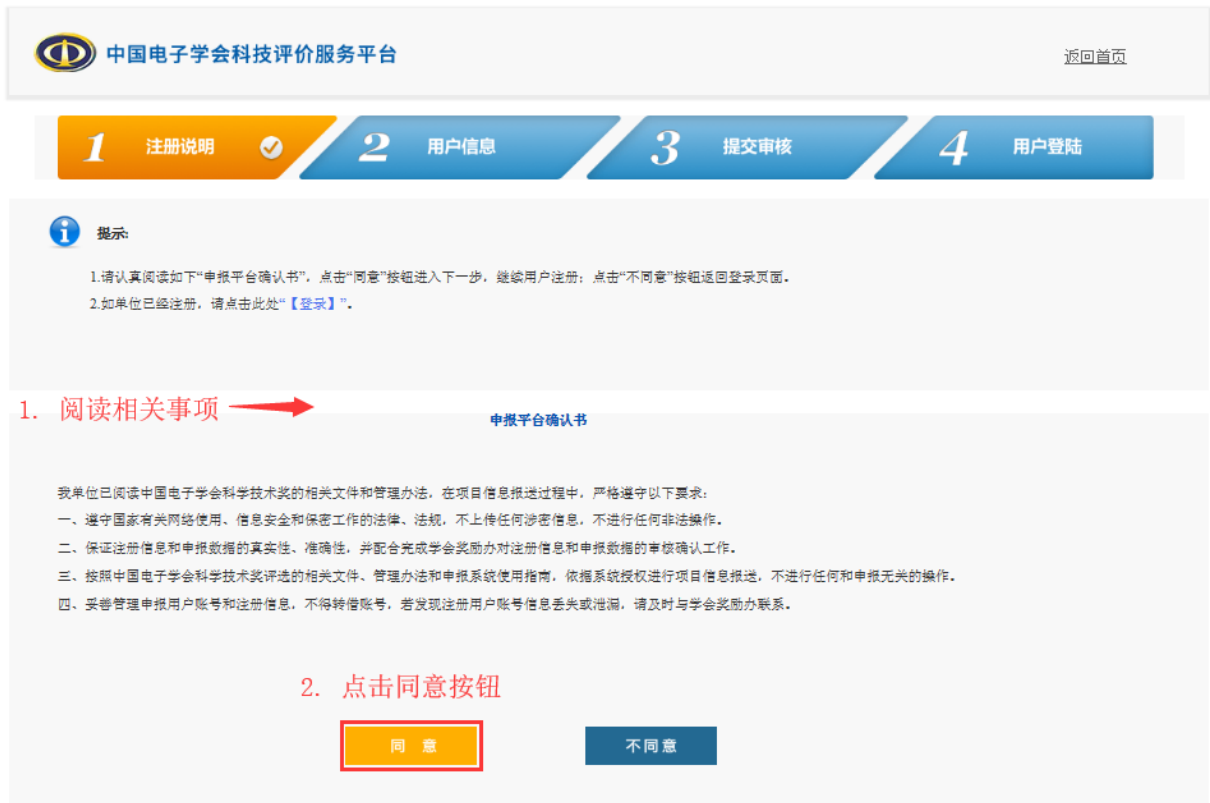 中国电子学会科技评价服务平台
返回首页
1 注册说明 2 用户信息 3 提交审核 4 用户登陆
提示:
1.请认真阅读如下“申报平台确认书”，点击“同意”按钮进入下一步，继续用户注册；点击“不同意”按钮返回登录页面。
2.如单位已经注册，请点击此处“【登录】”。
1. 阅读相关事项
申报平台确认书
我单位已阅读中国电子学会科学技术奖的相关文件和管理办法，在项目信息报送过程中，严格遵守以下要求：
一、遵守国家有关网络使用、信息安全和保密工作的法律、法规，不上传任何涉密信息，不进行任何非法操作。
二、保证注册信息和申报数据的真实性、准确性，并配合完成学会奖励办对注册信息和申报数据的审核确认工作。
三、按照中国电子学会科学技术奖评选的相关文件、管理办法和申报系统使用指南，依据系统授权进行项目信息报送，不进行任何和申报无关的操作。
四、妥善管理申报用户账号和注册信息，不得转借账号，若发现注册用户账号信息丢失或泄漏，请及时与学会奖励办联系。
2. 点击同意按钮
同 意
不同意